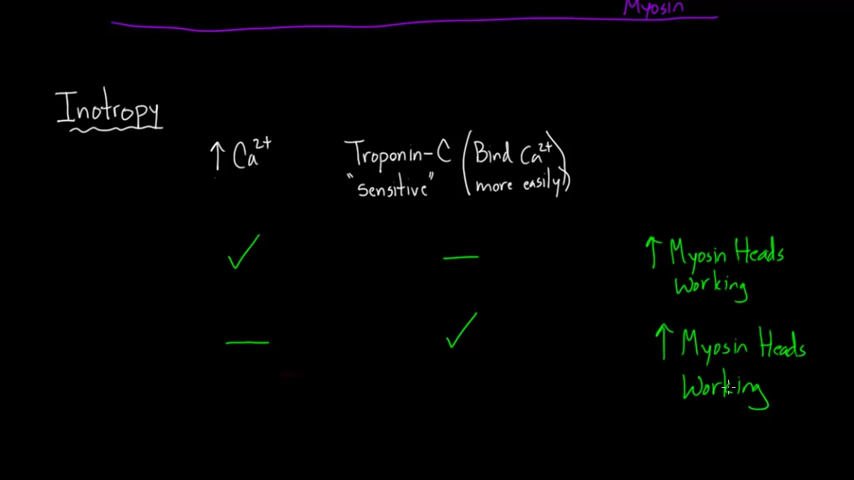 Myosin
Inotropy
↑ Ca²⁺ Troponin-C (Bind Ca²⁺
"sensitive" more easily)
✓ — ↑ Myosin Heads
Working
— ✓ ↑ Myosin Heads
Working